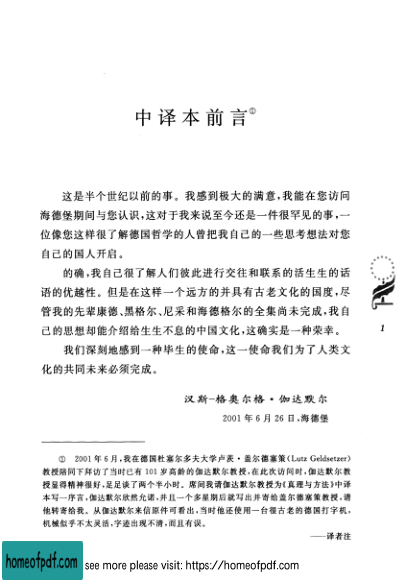 中译本前言①
这是半个世纪以前的事。我感到极大的满意,我能在您访问
海德堡期间与您认识,这对于我来说至今还是一件很罕见的事,一
位像您这样很了解德国哲学的人曾把我自己的一些思考想法对您
自己的国人开启。
的确,我自己很了解人们彼此进行交往和联系的活生生的话
语的优越性。但是在这样一个远方的并具有古老文化的国度,尽
管我的先辈康德、黑格尔、尼采和海德格尔的全集尚未完成,我自
己的思想却能介绍给生生不息的中国文化,这确实是一种荣幸。
1
我们深刻地感到一种毕生的使命,这一使命我们为了人类文
化的共同未来必须完成。
汉斯-格奥尔格·伽达默尔
2001年6月26日,海德堡
① 2001年6月,我在德国杜塞尔多夫大学卢茨·盖尔德塞策(Lutz Geldsetzer)
教授陪同下拜访了当时已有101岁高龄的伽达默尔教授,在此次访问时,伽达默尔教
授显得精神很好,足足谈了两个半小时。席间我请伽达默尔教授为《真理与方法》中译
本写一序言,伽达默尔欣然允诺,并且一个多星期后就写出并寄给盖尔德塞策教授,请
他转寄给我。从伽达默尔来信原件可看出,当时他还使用一台很古老的德国打字机,
机械似乎不太灵活,字迹出现不清,而且有误。
——译者注
homeofpdf.com
see more please visit: https://homeofpdf.com